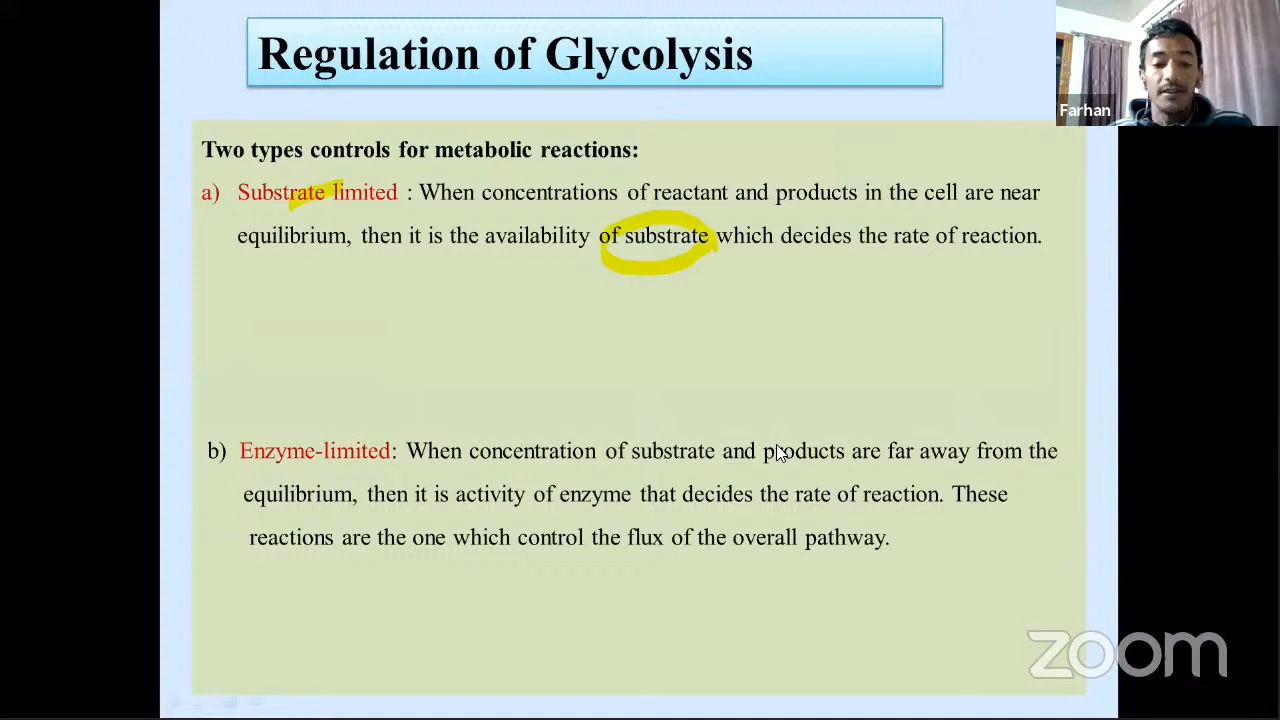 Regulation of Glycolysis
Farhan
Two types controls for metabolic reactions:
a) Substrate limited : When concentrations of reactant and products in the cell are near
equilibrium, then it is the availability of substrate which decides the rate of reaction.
b) Enzyme-limited: When concentration of substrate and products are far away from the
equilibrium, then it is activity of enzyme that decides the rate of reaction. These
reactions are the one which control the flux of the overall pathway.
zoom